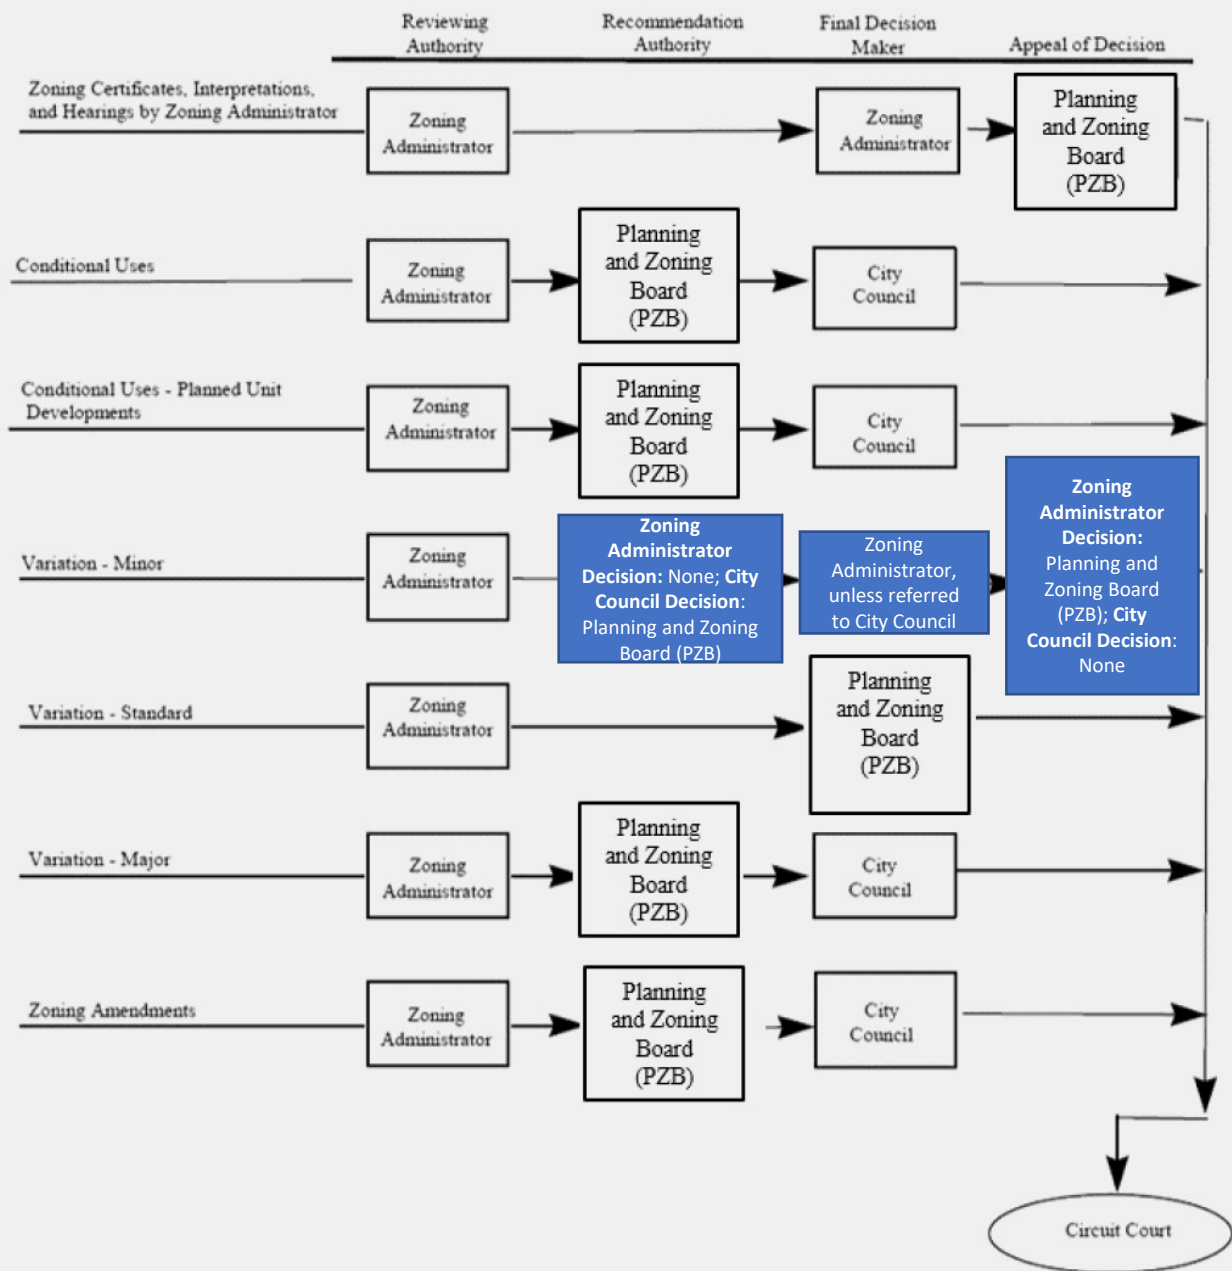 Reviewing
Authority
Recommendation
Authority
Final Decision
Maker
Appeal of Decision
Zoning Certificates, Interpretations,
and Hearings by Zoning Administrator
Zoning
Administrator
Zoning
Administrator
Planning
and Zoning
Board
(PZB)
Conditional Uses
Zoning
Administrator
Planning
and Zoning
Board
(PZB)
City
Council
Conditional Uses - Planned Unit
Developments
Zoning
Administrator
Planning
and Zoning
Board
(PZB)
City
Council
Variation - Minor
Zoning
Administrator
Zoning
Administrator
Decision: None; City
Council Decision:
Planning and Zoning
Board (PZB)
Zoning
Administrator,
unless referred
to City Council
Zoning
Administrator
Decision:
Planning and
Zoning Board
(PZB); City
Council Decision:
None
Variation - Standard
Zoning
Administrator
Planning
and Zoning
Board
(PZB)
Variation - Major
Zoning
Administrator
Planning
and Zoning
Board
(PZB)
City
Council
Zoning Amendments
Zoning
Administrator
Planning
and Zoning
Board
(PZB)
City
Council
Circuit Court